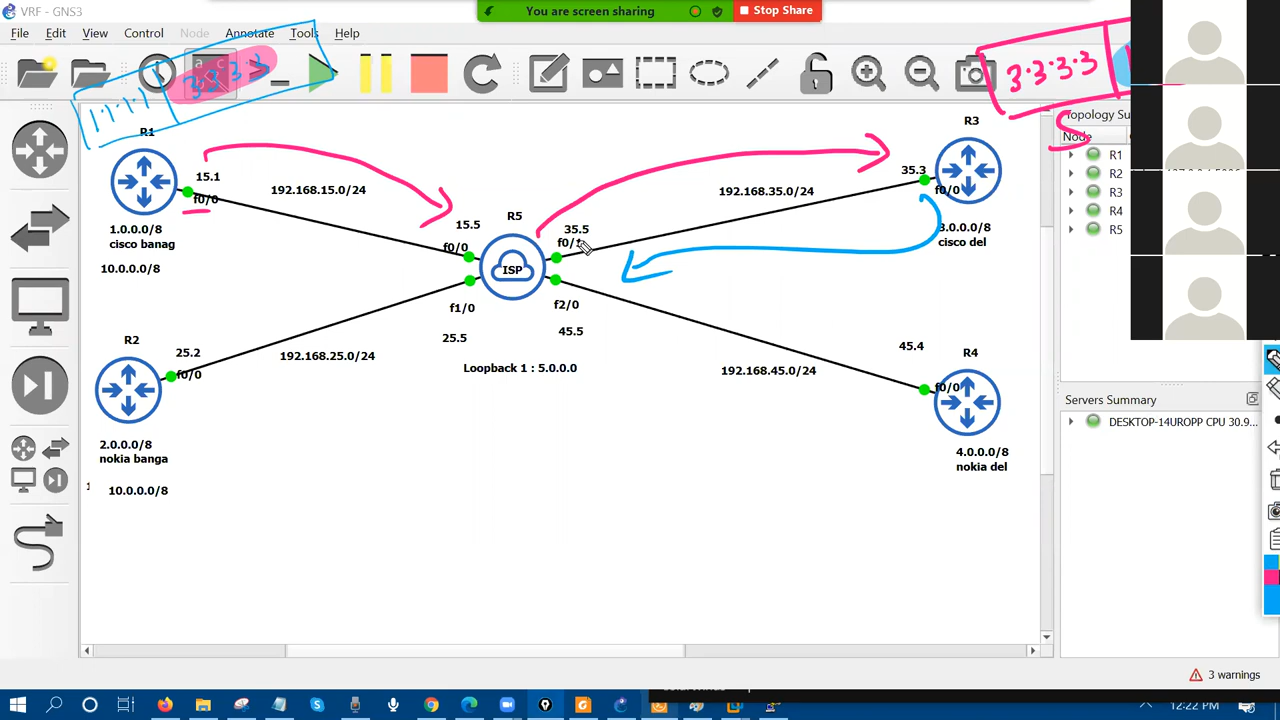 VRF - GNS3
You are screen sharing
Stop Share
File Edit View Control Node Annotate Tools Help
1.1.1.1 3.3.3.3
3.3.3.3
S
Topology Su
Node
R1
R2
R3
R4
R5
R1
15.1
f0/0
192.168.15.0/24
1.0.0.0/8
cisco banag
10.0.0.0/8
15.5
f0/0
R5
ISP
35.5
f0/1
192.168.35.0/24
R3
35.3
f0/0
3.0.0.0/8
cisco del
f1/0
25.5
f2/0
45.5
Loopback 1 : 5.0.0.0
R2
25.2
f0/0
192.168.25.0/24
2.0.0.0/8
nokia banga
10.0.0.0/8
192.168.45.0/24
45.4
R4
f0/0
4.0.0.0/8
nokia del
Servers Summary
DESKTOP-14UROPP CPU 30.9...
3 warnings
12:22 PM